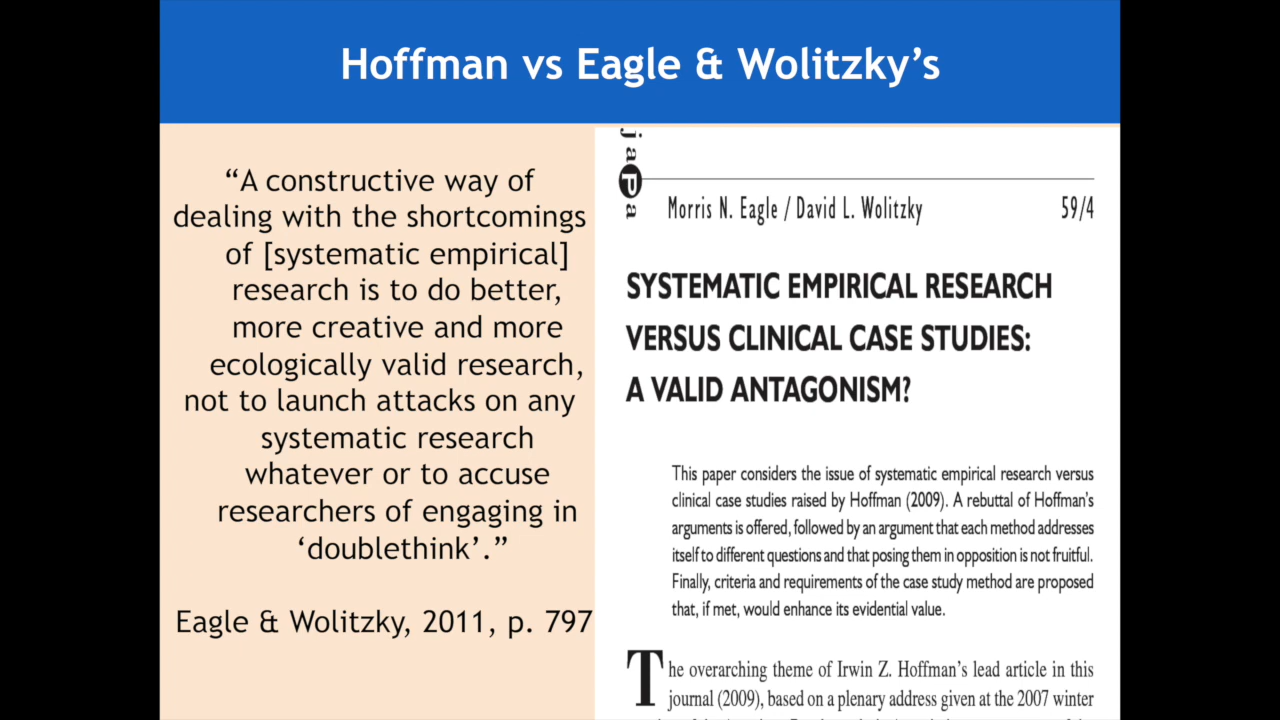 Hoffman vs Eagle & Wolitzky’s
“A constructive way of
dealing with the shortcomings
of [systematic empirical]
research is to do better,
more creative and more
ecologically valid research,
not to launch attacks on any
systematic research
whatever or to accuse
researchers of engaging in
‘doublethink’.”
Eagle & Wolitzky, 2011, p. 797
jaPa
Morris N. Eagle / David L. Wolitzky 59/4
SYSTEMATIC EMPIRICAL RESEARCH
VERSUS CLINICAL CASE STUDIES:
A VALID ANTAGONISM?
This paper considers the issue of systematic empirical research versus
clinical case studies raised by Hoffman (2009). A rebuttal of Hoffman’s
arguments is offered, followed by an argument that each method addresses
itself to different questions and that posing them in opposition is not fruitful.
Finally, criteria and requirements of the case study method are proposed
that, if met, would enhance its evidential value.
The overarching theme of Irwin Z. Hoffman’s lead article in this
journal (2009), based on a plenary address given at the 2007 winter